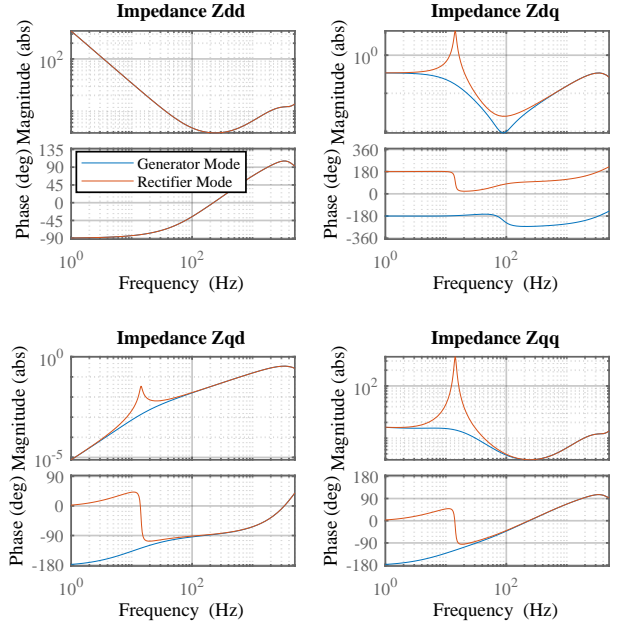 Impedance Zdd
Magnitude (abs)
10^2
Phase (deg)
135
90
45
0
-45
-90
Generator Mode
Rectifier Mode
10^0
10^2
Frequency (Hz)
Impedance Zdq
Magnitude (abs)
10^0
Phase (deg)
360
180
0
-180
-360
10^0
10^2
Frequency (Hz)
Impedance Zqd
Magnitude (abs)
10^0
10^-5
Phase (deg)
90
0
-90
-180
10^0
10^2
Frequency (Hz)
Impedance Zqq
Magnitude (abs)
10^2
Phase (deg)
180
90
0
-90
-180
10^0
10^2
Frequency (Hz)